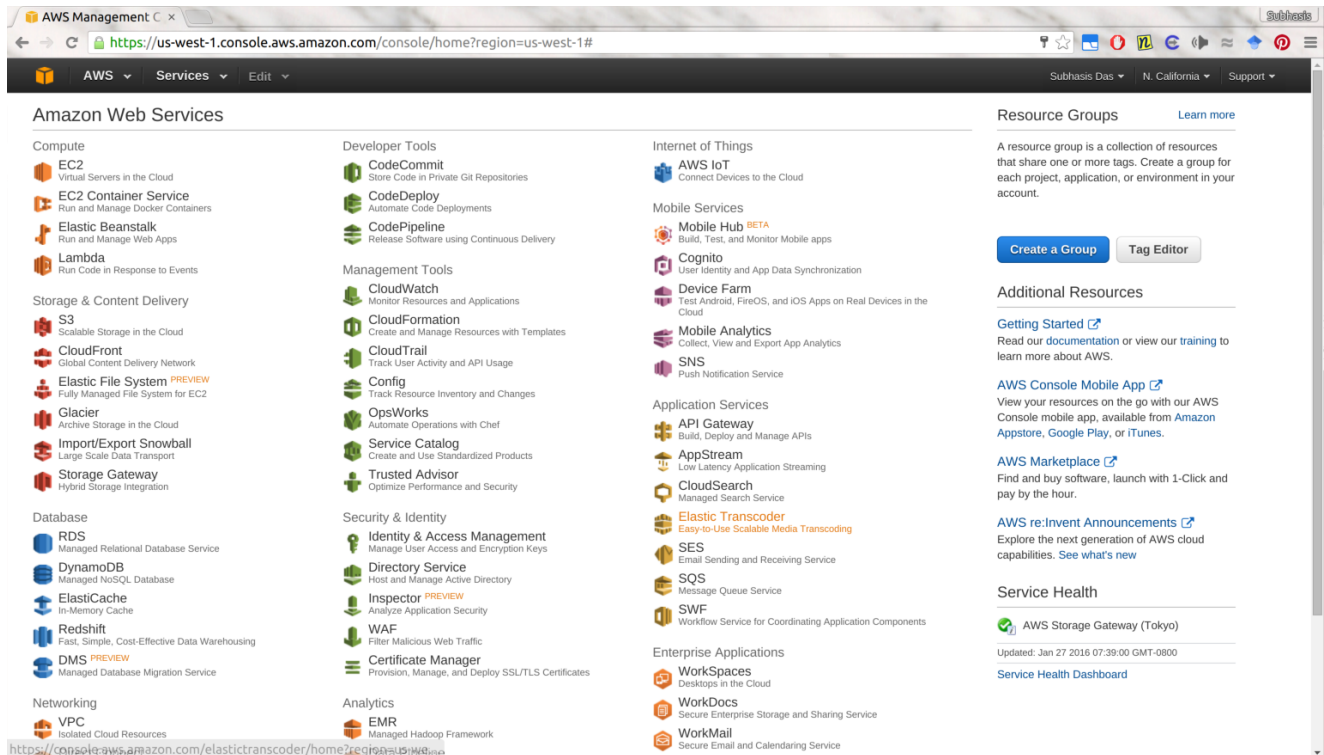 AWS Management C
Subhasis
https://us-west-1.console.aws.amazon.com/console/home?region=us-west-1#
AWS
Services
Edit
Subhasis Das
N. California
Support
Amazon Web Services
Compute
EC2
Virtual Servers in the Cloud
EC2 Container Service
Run and Manage Docker Containers
Elastic Beanstalk
Run and Manage Web Apps
Lambda
Run Code in Response to Events
Storage & Content Delivery
S3
Scalable Storage in the Cloud
CloudFront
Global Content Delivery Network
Elastic File System PREVIEW
Fully Managed File System for EC2
Glacier
Archive Storage in the Cloud
Import/Export Snowball
Large Scale Data Transport
Storage Gateway
Hybrid Storage Integration
Database
RDS
Managed Relational Database Service
DynamoDB
Managed NoSQL Database
ElastiCache
In-Memory Cache
Redshift
Fast, Simple, Cost-Effective Data Warehousing
DMS PREVIEW
Managed Database Migration Service
Networking
VPC
Isolated Cloud Resources
Developer Tools
CodeCommit
Store Code in Private Git Repositories
CodeDeploy
Automate Code Deployments
CodePipeline
Release Software using Continuous Delivery
Management Tools
CloudWatch
Monitor Resources and Applications
CloudFormation
Create and Manage Resources with Templates
CloudTrail
Track User Activity and API Usage
Config
Track Resource Inventory and Changes
OpsWorks
Automate Operations with Chef
Service Catalog
Create and Use Standardized Products
Trusted Advisor
Optimize Performance and Security
Security & Identity
Identity & Access Management
Manage User Access and Encryption Keys
Directory Service
Host and Manage Active Directory
Inspector PREVIEW
Analyze Application Security
WAF
Filter Malicious Web Traffic
Certificate Manager
Provision, Manage, and Deploy SSL/TLS Certificates
Analytics
EMR
Managed Hadoop Framework
Internet of Things
AWS IoT
Connect Devices to the Cloud
Mobile Services
Mobile Hub BETA
Build, Test, and Monitor Mobile apps
Cognito
User Identity and App Data Synchronization
Device Farm
Test Android, FireOS, and iOS Apps on Real Devices in the
Cloud
Mobile Analytics
Collect, View and Export App Analytics
SNS
Push Notification Service
Application Services
API Gateway
Build, Deploy and Manage APIs
AppStream
Low Latency Application Streaming
CloudSearch
Managed Search Service
Elastic Transcoder
Easy-to-Use Scalable Media Transcoding
SES
Email Sending and Receiving Service
SQS
Message Queue Service
SWF
Workflow Service for Coordinating Application Components
Enterprise Applications
WorkSpaces
Desktops in the Cloud
WorkDocs
Secure Enterprise Storage and Sharing Service
WorkMail
Secure Email and Calendaring Service
Resource Groups
Learn more
A resource group is a collection of resources
that share one or more tags. Create a group for
each project, application, or environment in your
account.
Create a Group
Tag Editor
Additional Resources
Getting Started
Read our documentation or view our training to
learn more about AWS.
AWS Console Mobile App
View your resources on the go with our AWS
Console mobile app, available from Amazon
Appstore, Google Play, or iTunes.
AWS Marketplace
Find and buy software, launch with 1-Click and
pay by the hour.
AWS re:Invent Announcements
Explore the next generation of AWS cloud
capabilities. See what's new
Service Health
AWS Storage Gateway (Tokyo)
Updated: Jan 27 2016 07:39:00 GMT-0800
Service Health Dashboard
https://console.aws.amazon.com/elastictranscoder/home?region=us-we...